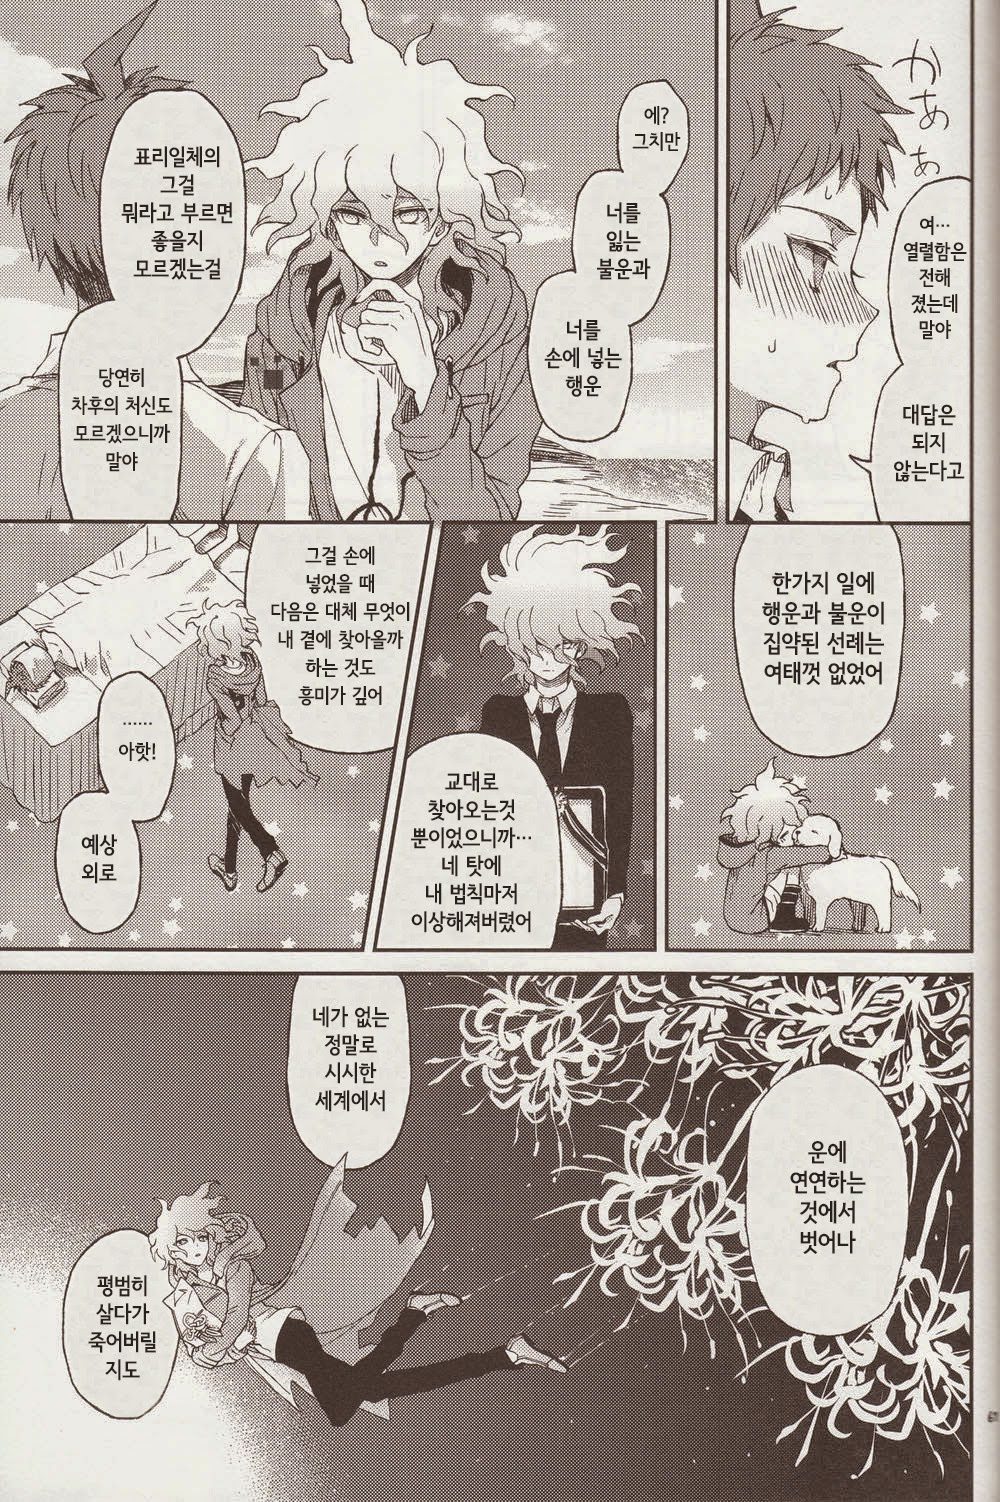 かあぁぁ
여…
열렬함은
전해
졌는데
말야
대답은
되지
않는다고
에?
그치만
너를
잃는
불운과
너를
손에 넣는
행운
표리일체의
그걸
뭐라고 부르면
좋을지
모르겠는걸
당연히
차후의 처신도
모르겠으니까
말야
한가지 일에
행운과 불운이
집약된 선례는
여태껏 없었어
교대로
찾아오는것
뿐이었으니까…
네 탓에
내 법칙마저
이상해져버렸어
그걸 손에
넣었을 때
다음은 대체 무엇이
내 곁에 찾아올까
하는 것도
흥미가 깊어
……
아핫!
예상
외로
운에
연연하는
것에서
벗어나
네가 없는
정말로
시시한
세계에서
평범히
살다가
죽어버릴
지도